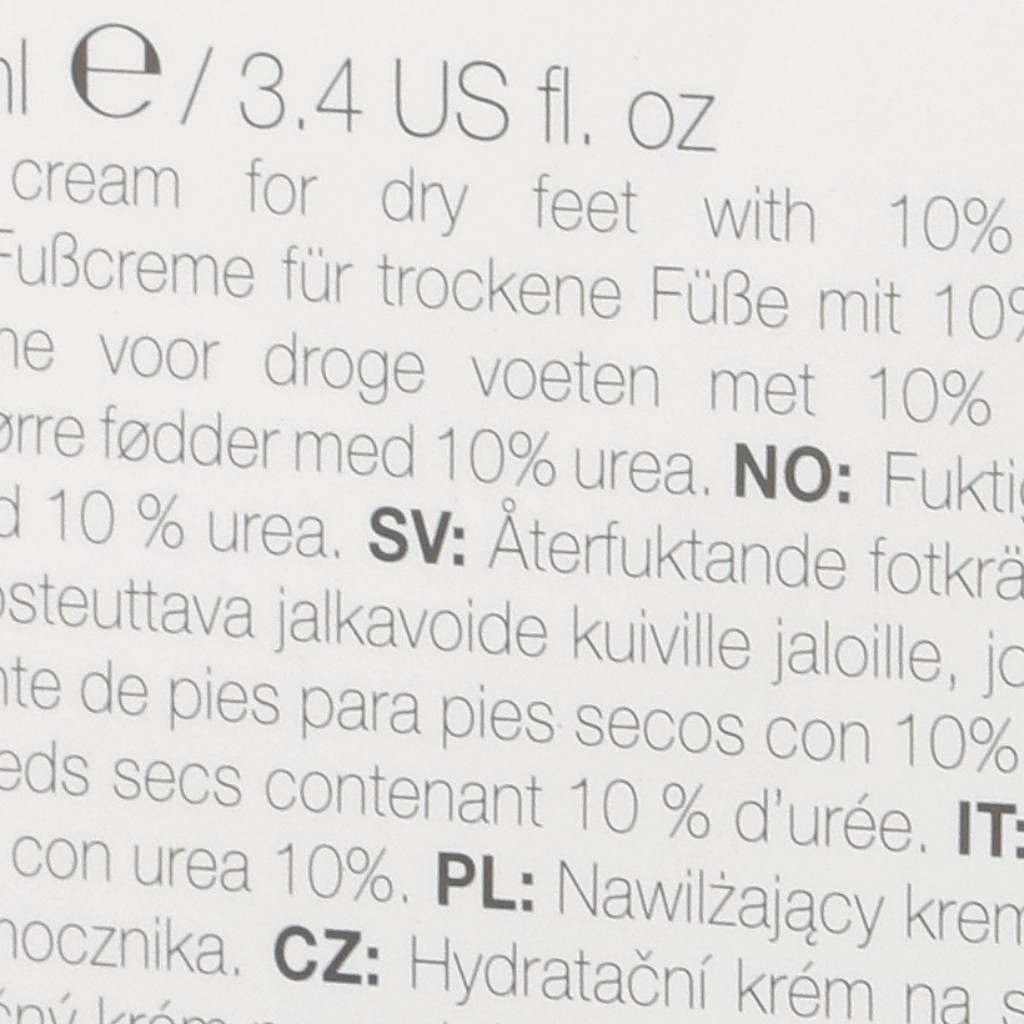 ml ℮ / 3.4 US fl. oz
cream for dry feet with 10%
Fußcreme für trockene Füße mit 10%
ne voor droge voeten met 10%
ørre fødder med 10% urea. NO: Fuktig
d 10 % urea. SV: Återfuktande fotkrä
osteuttava jalkavoide kuiville jaloille, jo
nte de pies para pies secos con 10%
eds secs contenant 10 % d'urée. IT:
con urea 10%. PL: Nawilżający krem
nocznika. CZ: Hydratační krém na s